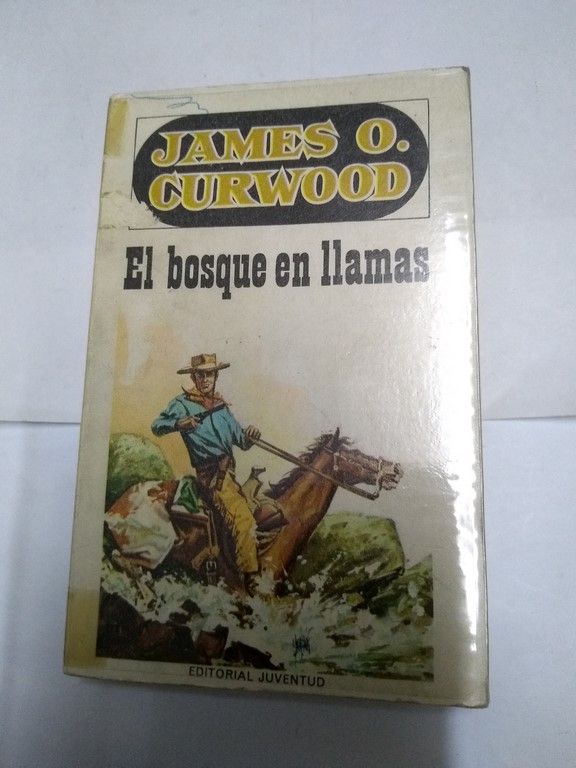 JAMES O.
CURWOOD
El bosque en llamas
EDITORIAL JUVENTUD